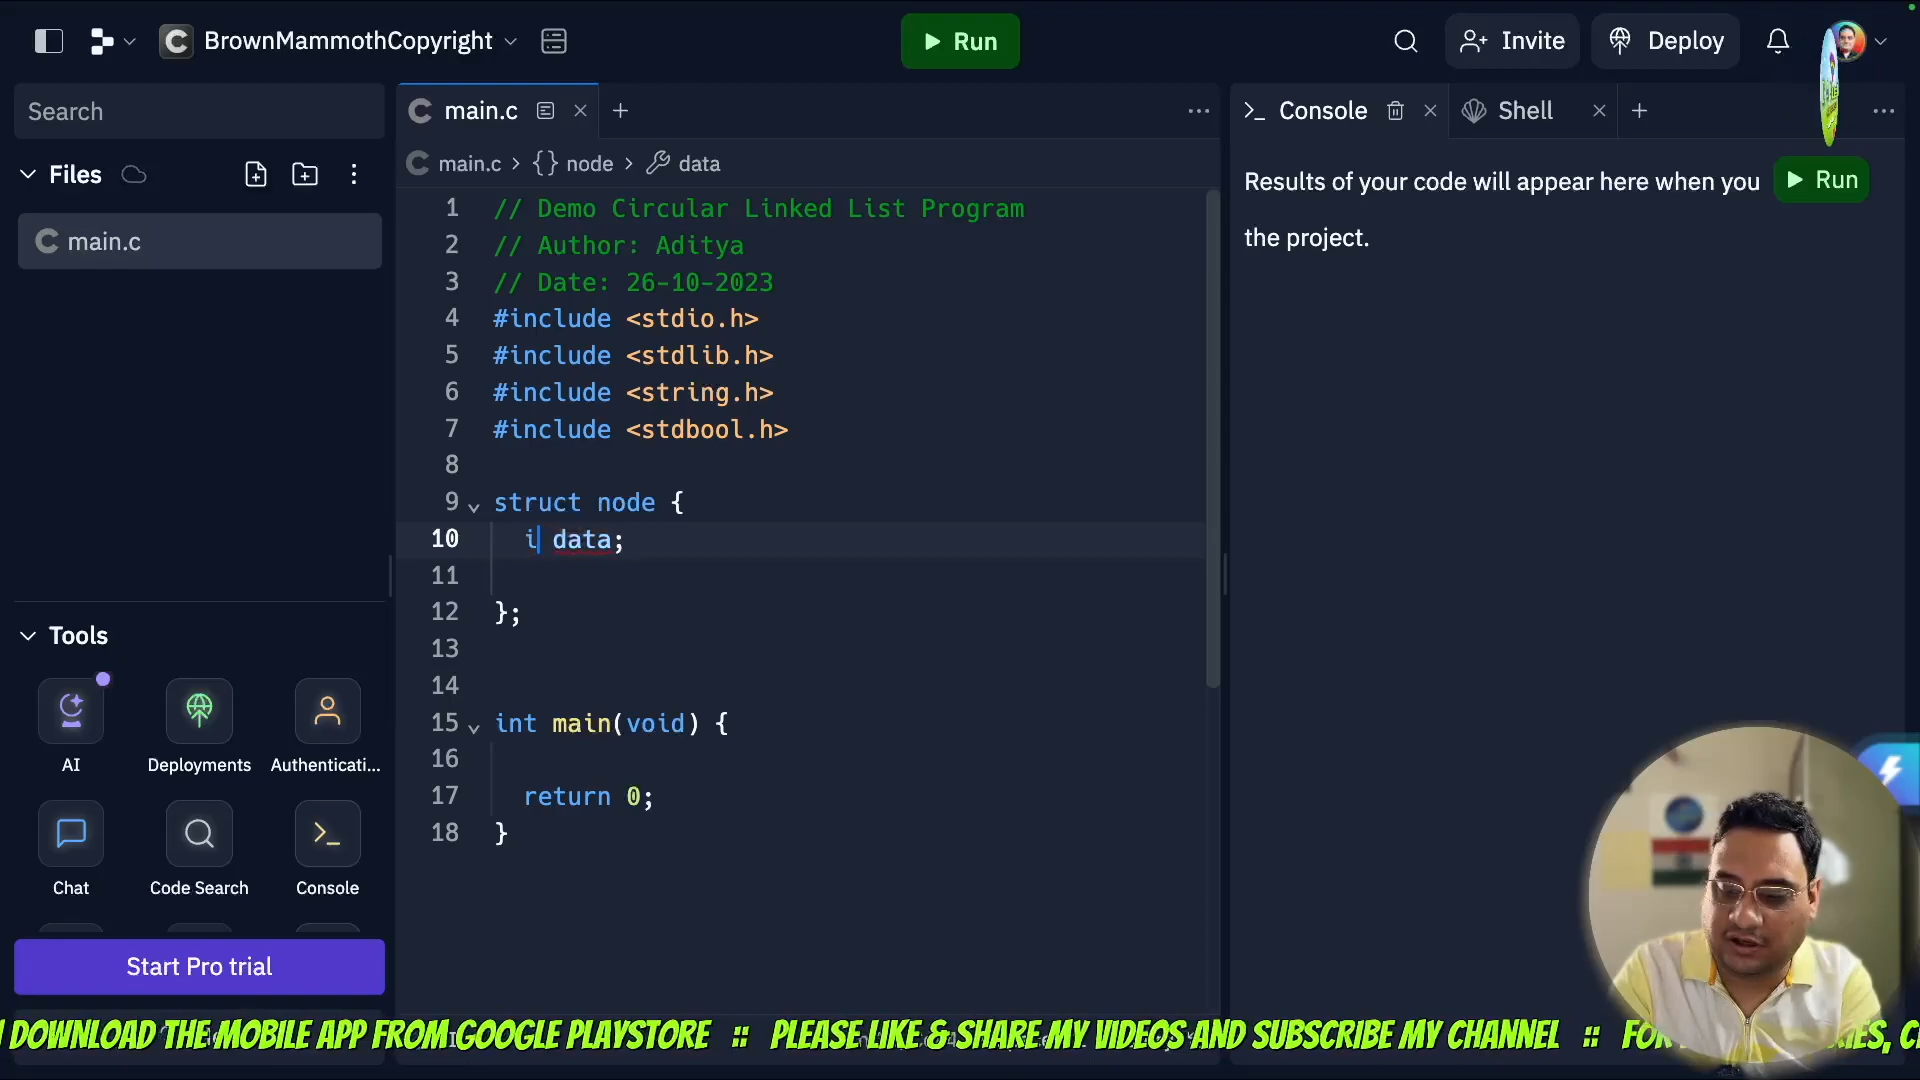 BrownMammothCopyright
Run
Invite
Deploy
Search
Files
main.c
main.c
main.c > {} node > data
1 // Demo Circular Linked List Program
2 // Author: Aditya
3 // Date: 26-10-2023
4 #include <stdio.h>
5 #include <stdlib.h>
6 #include <string.h>
7 #include <stdbool.h>
8
9 struct node {
10 i data;
11
12 };
13
14
15 int main(void) {
16
17 return 0;
18 }
Console
Shell
Results of your code will appear here when you Run
the project.
Tools
AI
Deployments
Authenticati...
Chat
Code Search
Console
Start Pro trial
DOWNLOAD THE MOBILE APP FROM GOOGLE PLAYSTORE :: PLEASE LIKE & SHARE MY VIDEOS AND SUBSCRIBE MY CHANNEL ::